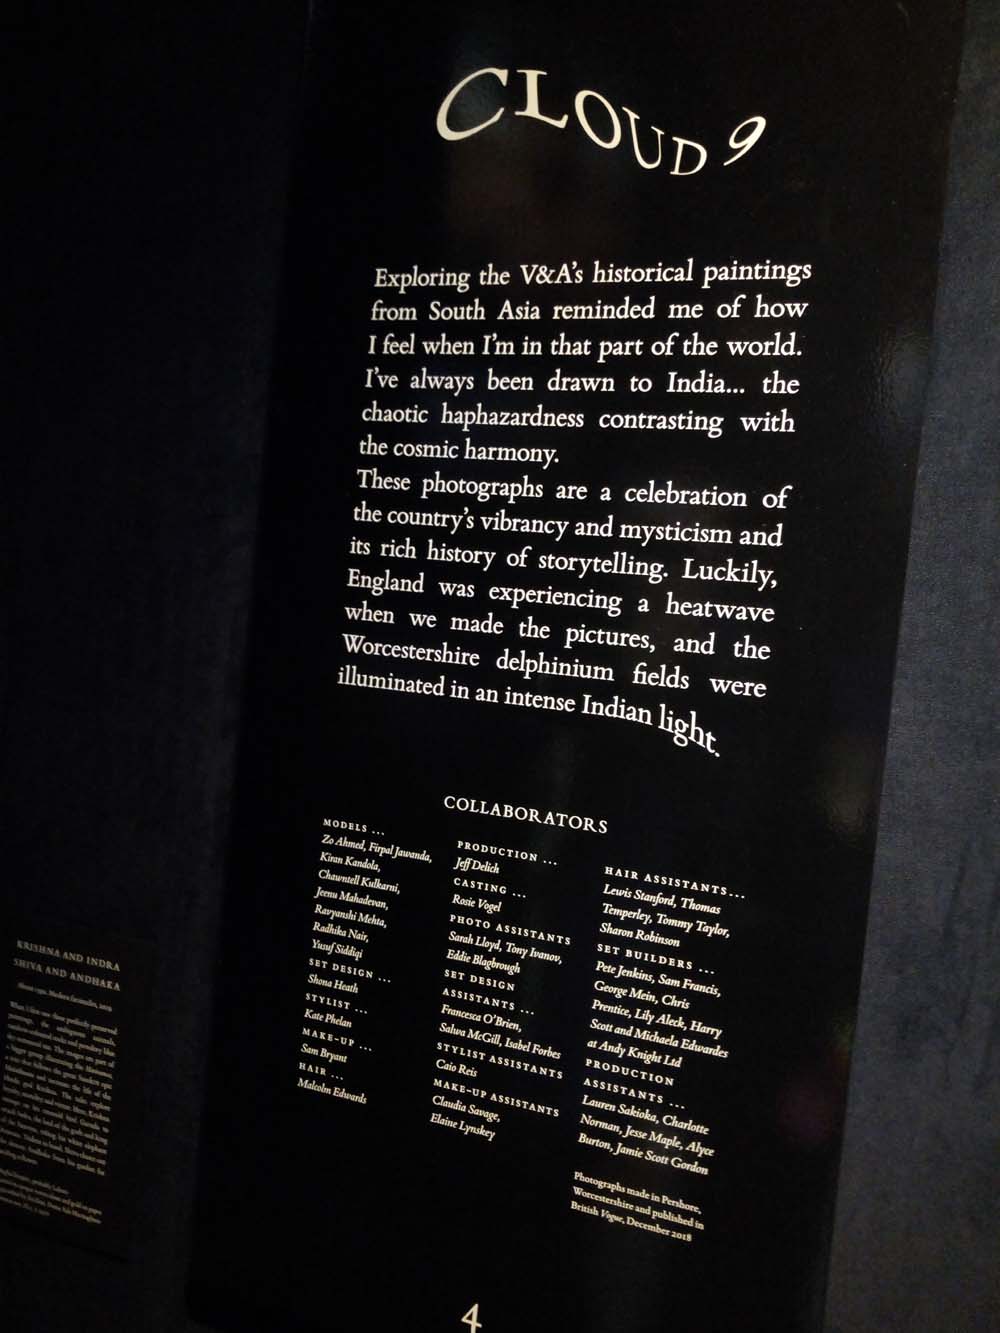 CLOUD 9
Exploring the V&A's historical paintings
from South Asia reminded me of how
I feel when I'm in that part of the world.
I've always been drawn to India... the
chaotic haphazardness contrasting with
the cosmic harmony.
These photographs are a celebration of
the country's vibrancy and mysticism and
its rich history of storytelling. Luckily,
England was experiencing a heatwave
when we made the pictures, and the
Worcestershire delphinium fields were
illuminated in an intense Indian light.
COLLABORATORS
MODELS ...
Zo Ahmed, Firpal Jawanda,
Kiran Kandola,
Chawntell Kulkarni,
Jeenu Mahadevan,
Ravyanshi Mehta,
Radhika Nair,
Yusuf Siddiqi
SET DESIGN ...
Shona Heath
STYLIST ...
Kate Phelan
MAKE-UP ...
Sam Bryant
HAIR ...
Malcolm Edwards
PRODUCTION ...
Jeff Delich
CASTING ...
Rosie Vogel
PHOTO ASSISTANTS
Sarah Lloyd, Tony Ivanov,
Eddie Blagbrough
SET DESIGN
ASSISTANTS ...
Francesca O'Brien,
Salwa McGill, Isabel Forbes
STYLIST ASSISTANTS
Caio Reis
MAKE-UP ASSISTANTS
Claudia Savage,
Elaine Lynskey
HAIR ASSISTANTS...
Lewis Stanford, Thomas
Temperley, Tommy Taylor,
Sharon Robinson
SET BUILDERS ...
Pete Jenkins, Sam Francis,
George Mein, Chris
Prentice, Lily Aleck, Harry
Scott and Michaela Edwardes
at Andy Knight Ltd
PRODUCTION
ASSISTANTS ...
Lauren Sakioka, Charlotte
Norman, Jesse Maple, Alyce
Burton, Jamie Scott Gordon
Photographs made in Pershore,
Worcestershire and published in
British Vogue, December 2018
4
KRISHNA AND INDRA
SHIVA AND ANDHAKA